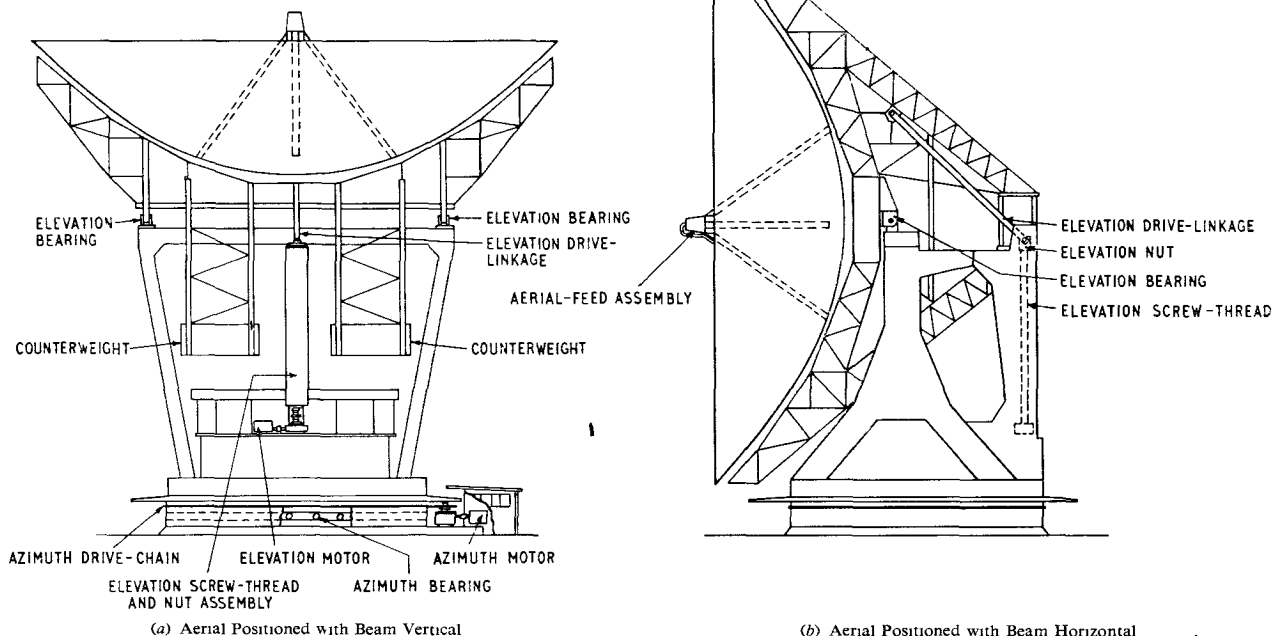 ELEVATION
BEARING
ELEVATION BEARING
ELEVATION DRIVE-
LINKAGE
COUNTERWEIGHT
COUNTERWEIGHT
AZIMUTH DRIVE-CHAIN
ELEVATION MOTOR
AZIMUTH MOTOR
ELEVATION SCREW-THREAD
AND NUT ASSEMBLY
AZIMUTH BEARING
(a) Aerial Positioned with Beam Vertical
AERIAL-FEED ASSEMBLY
ELEVATION DRIVE-LINKAGE
ELEVATION NUT
ELEVATION BEARING
ELEVATION SCREW-THREAD
(b) Aerial Positioned with Beam Horizontal